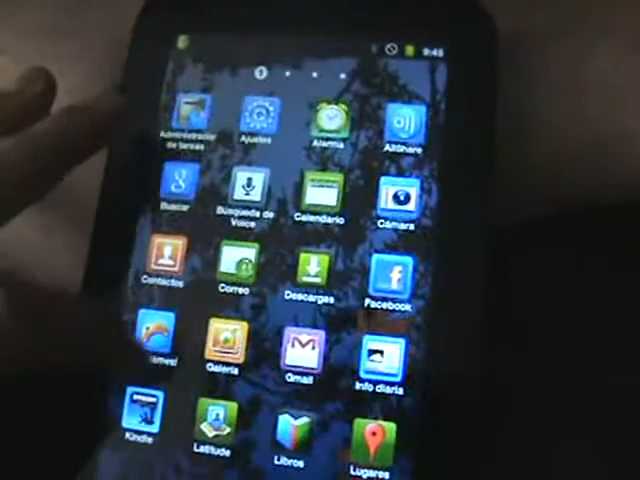 9:45
Administrador
de tareas
Ajustes
Alarma
AllShare
Buscar
Búsqueda de
Voice
Calendario
Cámara
Contactos
Correo
Descargas
Facebook
Galería
Gmail
Info diaria
Kindle
Latitude
Libros
Lugares